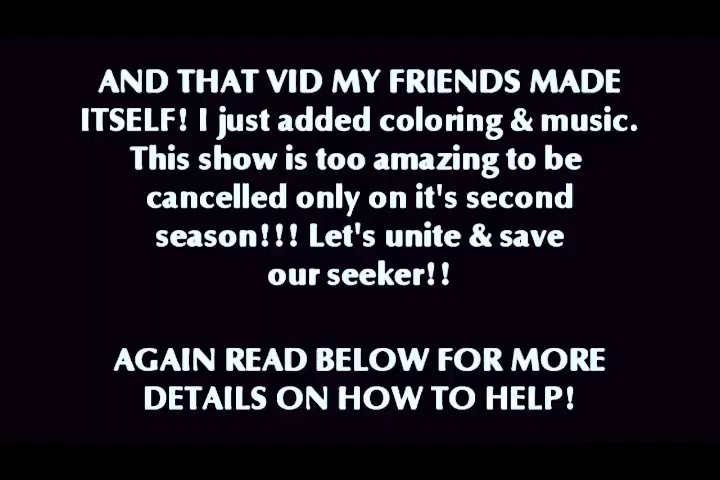 AND THAT VID MY FRIENDS MADE
ITSELF! I just added coloring & music.
This show is too amazing to be
cancelled only on it's second
season!!! Let's unite & save
our seeker!!
AGAIN READ BELOW FOR MORE
DETAILS ON HOW TO HELP!